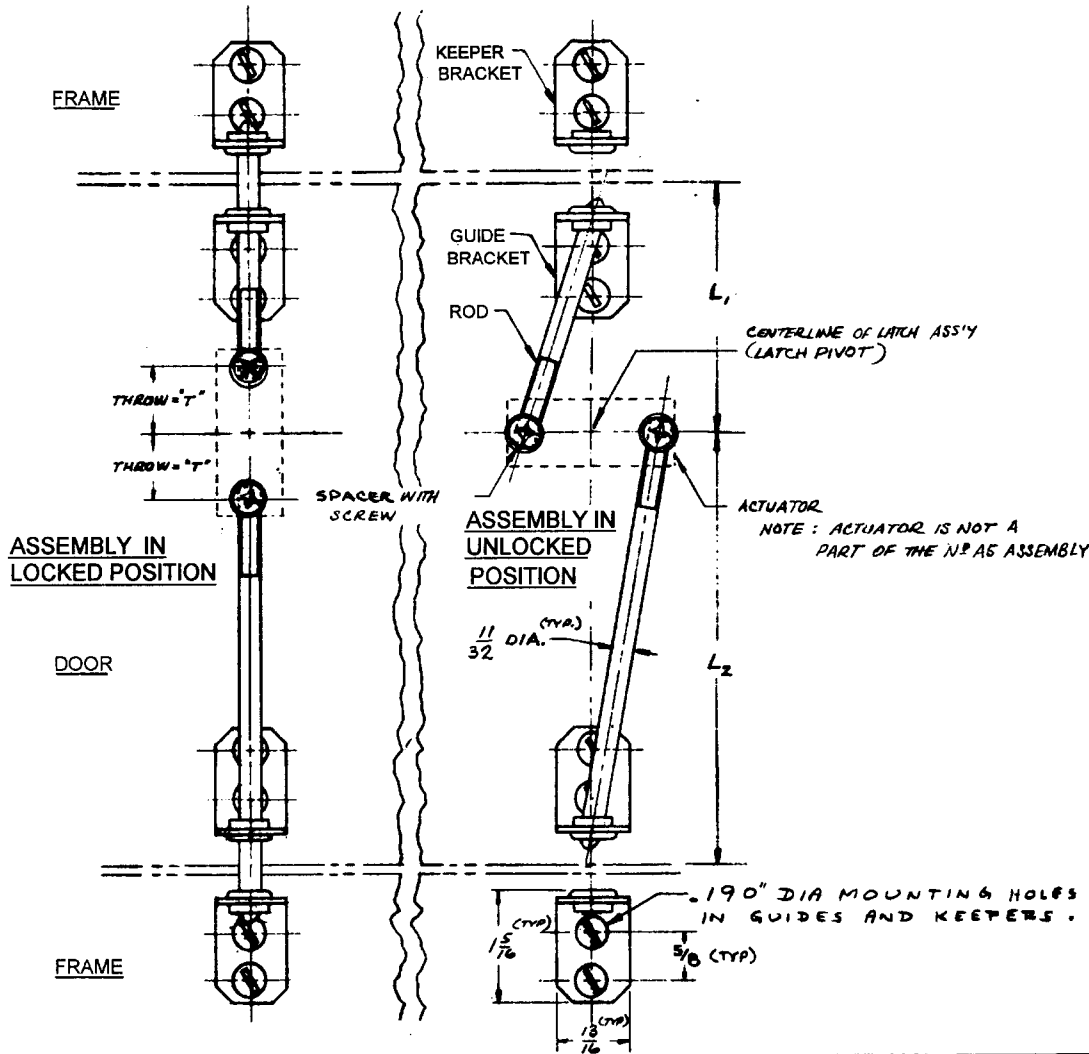 KEEPER
BRACKET
FRAME
GUIDE
BRACKET
ROD
L₁
CENTERLINE OF LATCH ASS'Y
(LATCH PIVOT)
THROW="T"
THROW="T"
SPACER WITH
SCREW
ASSEMBLY IN
LOCKED POSITION
ASSEMBLY IN
UNLOCKED
POSITION
ACTUATOR
NOTE: ACTUATOR IS NOT A
PART OF THE Nº A5 ASSEMBLY
11/32 DIA. (TYP.)
DOOR
L₂
.190" DIA MOUNTING HOLES
IN GUIDES AND KEEPERS.
1 5/16 (TYP)
5/8 (TYP)
FRAME
13/16 (TYP)